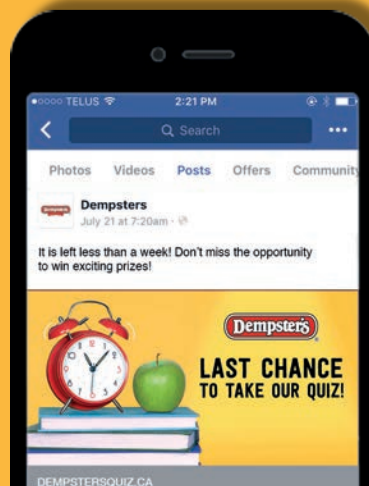 TELUS 2:21 PM
Search
Photos Videos Posts Offers Community
Dempsters
July 21 at 7:20am
It is left less than a week! Don't miss the opportunity
to win exciting prizes!
Dempster's
LAST CHANCE
TO TAKE OUR QUIZ!
DEMPSTERSQUIZ.CA